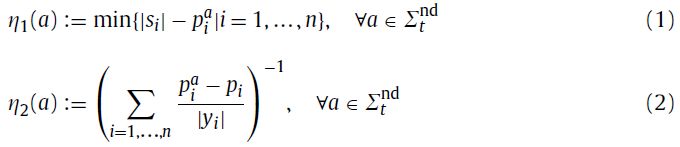 η₁(a) := min{|sᵢ| − pᵢᵃ|i = 1, …, n}, ∀a ∈ Σₜⁿᵈ (1)
η₂(a) := ( ∑_{i=1,…,n} (pᵢᵃ − pᵢ)/|yᵢ| )⁻¹, ∀a ∈ Σₜⁿᵈ (2)